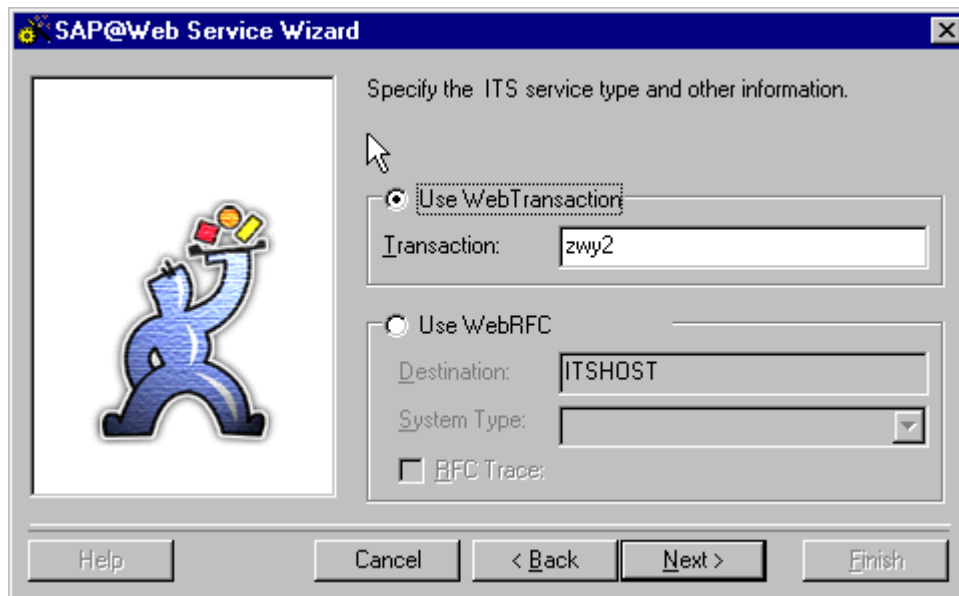 SAP@Web Service Wizard
Specify the ITS service type and other information.
Use WebTransaction
Transaction: zwy2
Use WebRFC
Destination: ITSHOST
System Type:
RFC Trace:
Help Cancel < Back Next > Finish